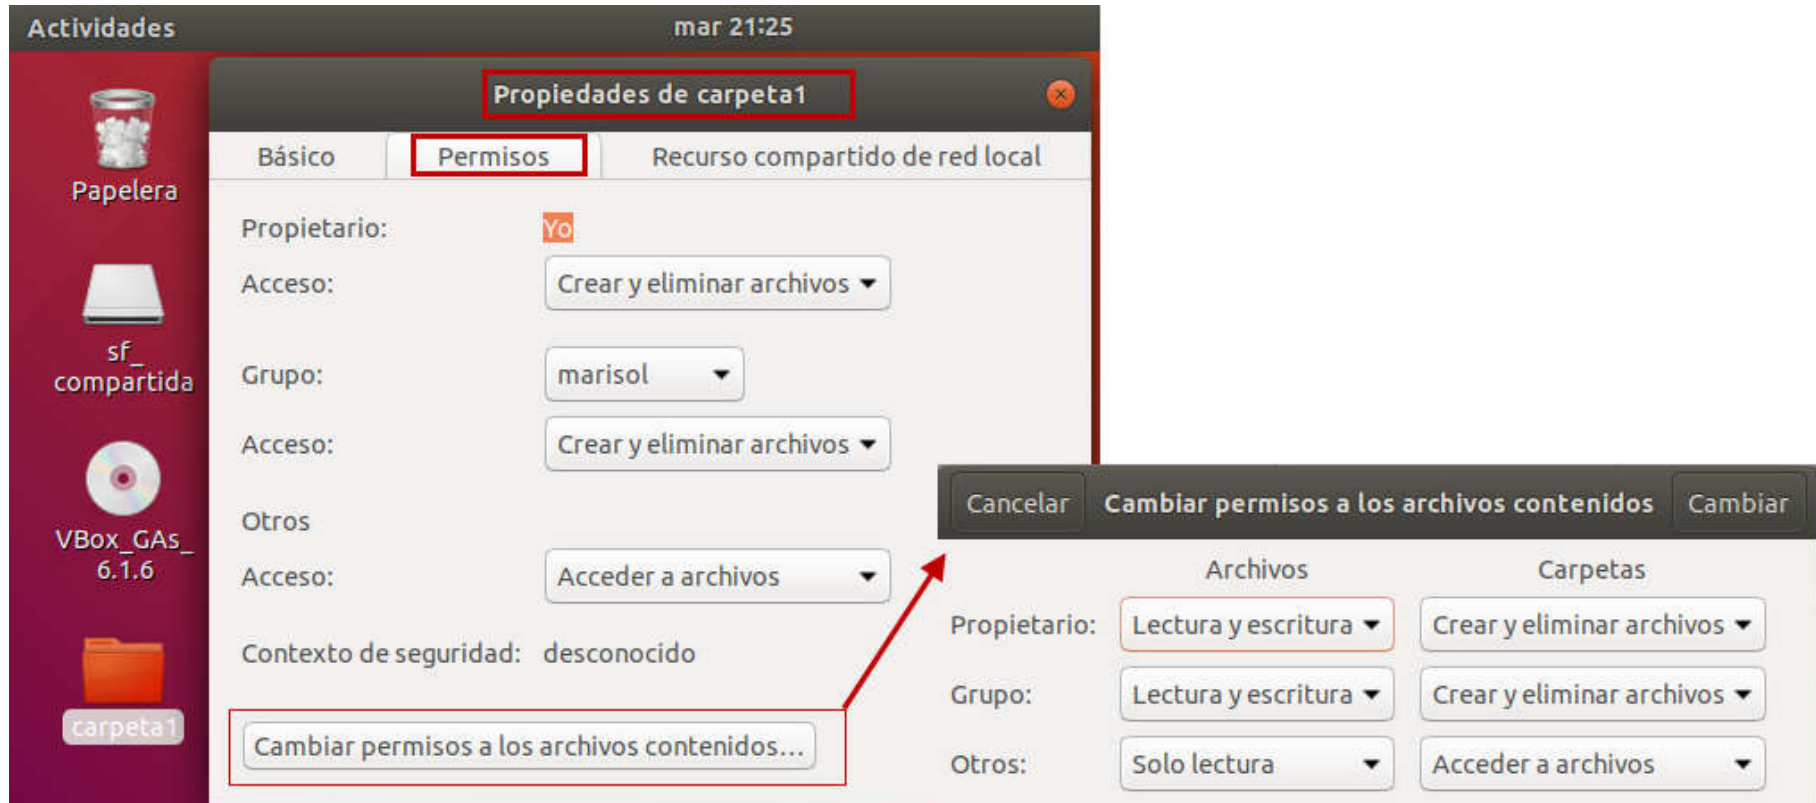 Actividades
mar 21:25
Papelera
sf_
compartida
VBox_GAs_
6.1.6
carpeta1
Propiedades de carpeta1
Básico Permisos Recurso compartido de red local
Propietario: Yo
Acceso: Crear y eliminar archivos
Grupo: marisol
Acceso: Crear y eliminar archivos
Otros
Acceso: Acceder a archivos
Contexto de seguridad: desconocido
Cambiar permisos a los archivos contenidos...
Cancelar Cambiar permisos a los archivos contenidos Cambiar
Archivos Carpetas
Propietario: Lectura y escritura Crear y eliminar archivos
Grupo: Lectura y escritura Crear y eliminar archivos
Otros: Solo lectura Acceder a archivos